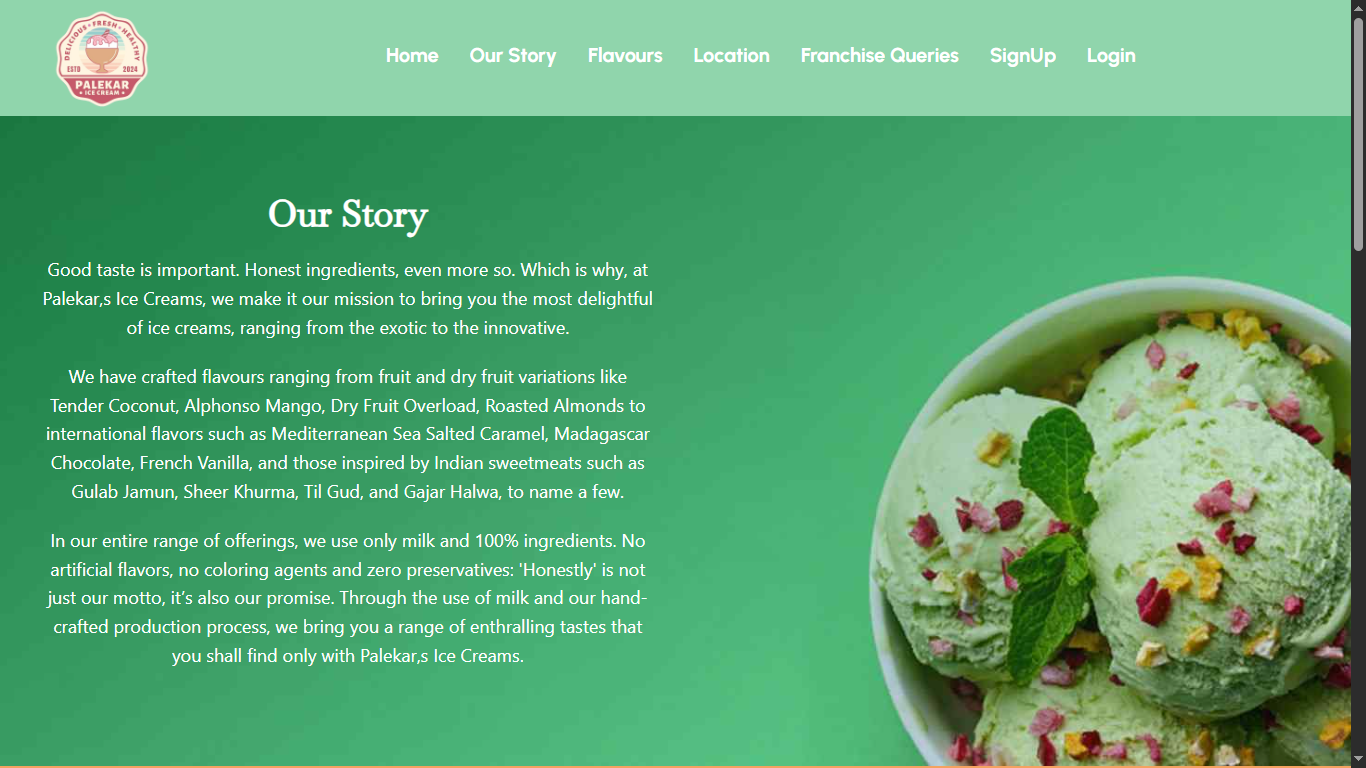 DELICIOUS • FRESH • HEALTHY
ESTD 2024
PALEKAR
• ICE CREAM •
Home Our Story Flavours Location Franchise Queries SignUp Login
Our Story
Good taste is important. Honest ingredients, even more so. Which is why, at
Palekar,s Ice Creams, we make it our mission to bring you the most delightful
of ice creams, ranging from the exotic to the innovative.
We have crafted flavours ranging from fruit and dry fruit variations like
Tender Coconut, Alphonso Mango, Dry Fruit Overload, Roasted Almonds to
international flavors such as Mediterranean Sea Salted Caramel, Madagascar
Chocolate, French Vanilla, and those inspired by Indian sweetmeats such as
Gulab Jamun, Sheer Khurma, Til Gud, and Gajar Halwa, to name a few.
In our entire range of offerings, we use only milk and 100% ingredients. No
artificial flavors, no coloring agents and zero preservatives: 'Honestly' is not
just our motto, it’s also our promise. Through the use of milk and our hand-
crafted production process, we bring you a range of enthralling tastes that
you shall find only with Palekar,s Ice Creams.